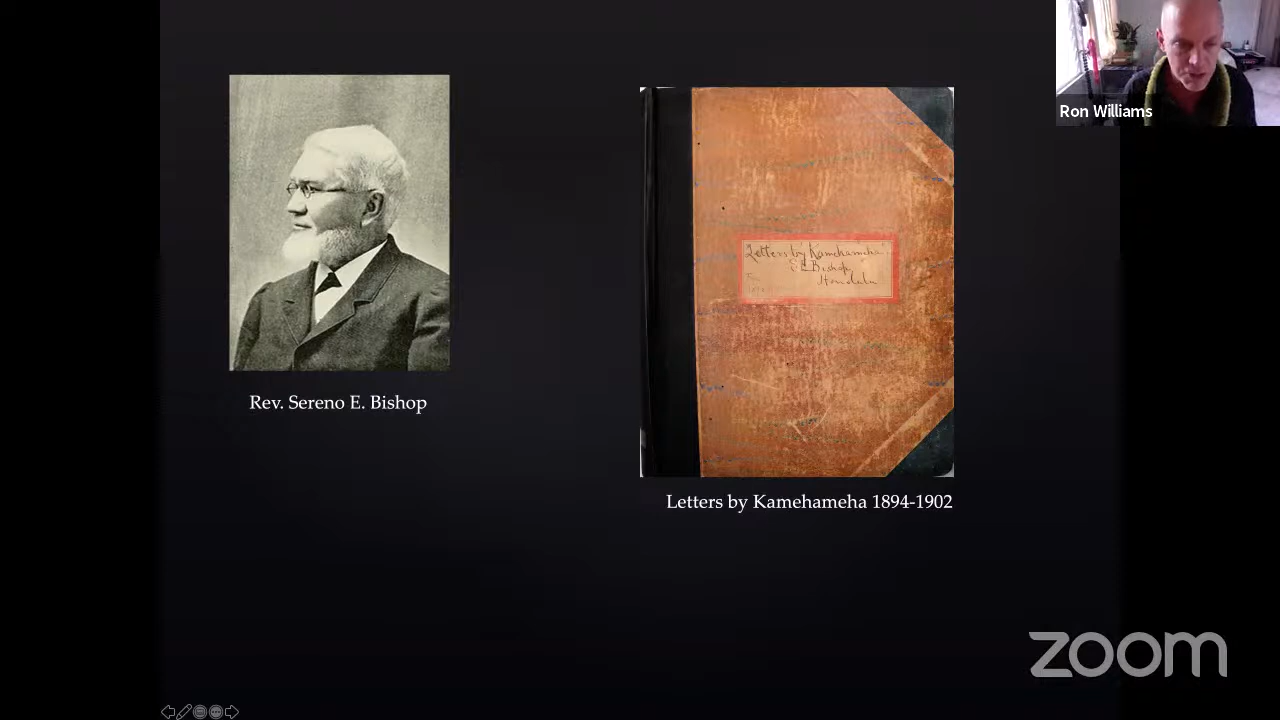 Ron Williams
Letters by Kamehameha
S E Bishop
Honolulu
Rev. Sereno E. Bishop
Letters by Kamehameha 1894-1902
zoom